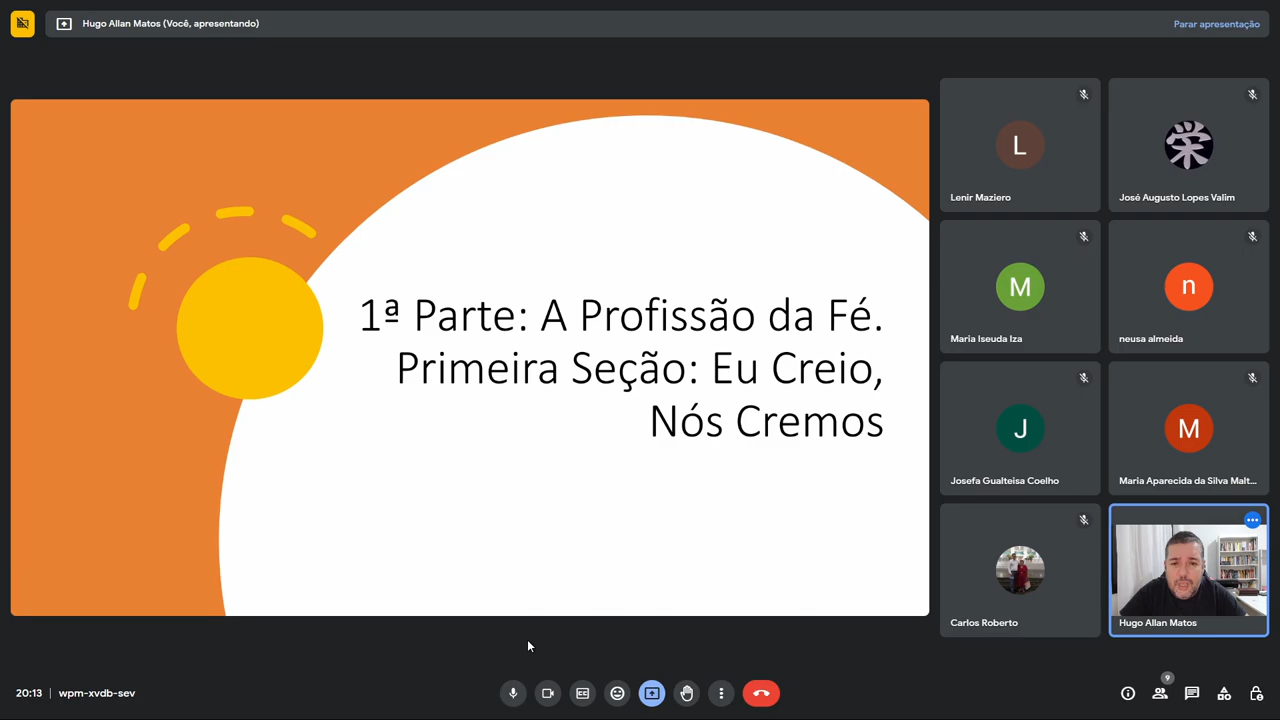 Hugo Allan Matos (Você, apresentando)
Parar apresentação
1ª Parte: A Profissão da Fé.
Primeira Seção: Eu Creio,
Nós Cremos
L
Lenir Maziero
栄
José Augusto Lopes Valim
M
Maria Iseuda Iza
n
neusa almeida
J
Josefa Gualteisa Coelho
M
Maria Aparecida da Silva Malt...
Carlos Roberto
Hugo Allan Matos
20:13
wpm-xvdb-sev
9